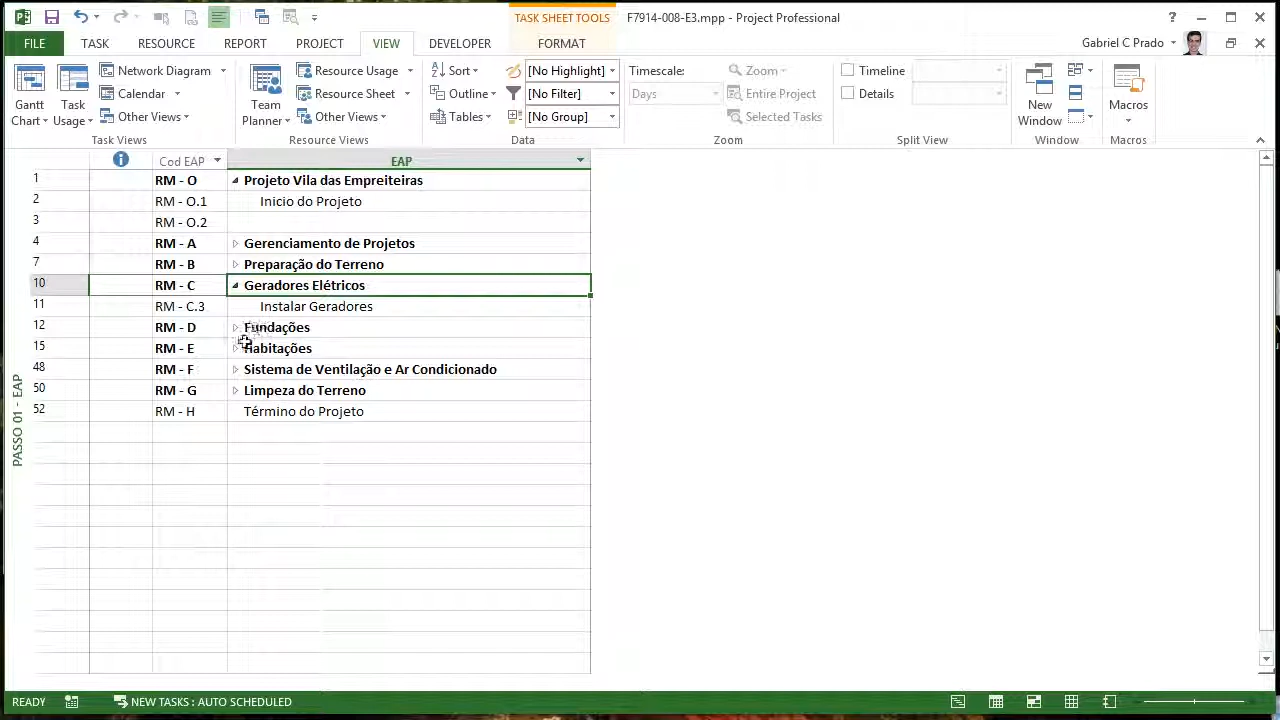 TASK SHEET TOOLS
F7914-008-E3.mpp - Project Professional
FILE TASK RESOURCE REPORT PROJECT VIEW DEVELOPER FORMAT Gabriel C Prado
Gantt Chart
Task Usage
Network Diagram
Calendar
Other Views
Task Views
Team Planner
Resource Usage
Resource Sheet
Other Views
Resource Views
Sort
Outline
Tables
[No Highlight]
[No Filter]
[No Group]
Data
Timescale:
Days
Zoom
Entire Project
Selected Tasks
Zoom
Timeline
Details
Split View
New Window
Window
Macros
Macros
Cod EAP EAP
1 RM - O Projeto Vila das Empreiteiras
2 RM - O.1 Inicio do Projeto
3 RM - O.2
4 RM - A Gerenciamento de Projetos
7 RM - B Preparação do Terreno
10 RM - C Geradores Elétricos
11 RM - C.3 Instalar Geradores
12 RM - D Fundações
15 RM - E Habitações
48 RM - F Sistema de Ventilação e Ar Condicionado
50 RM - G Limpeza do Terreno
52 RM - H Término do Projeto
PASSO 01 - EAP
READY NEW TASKS : AUTO SCHEDULED